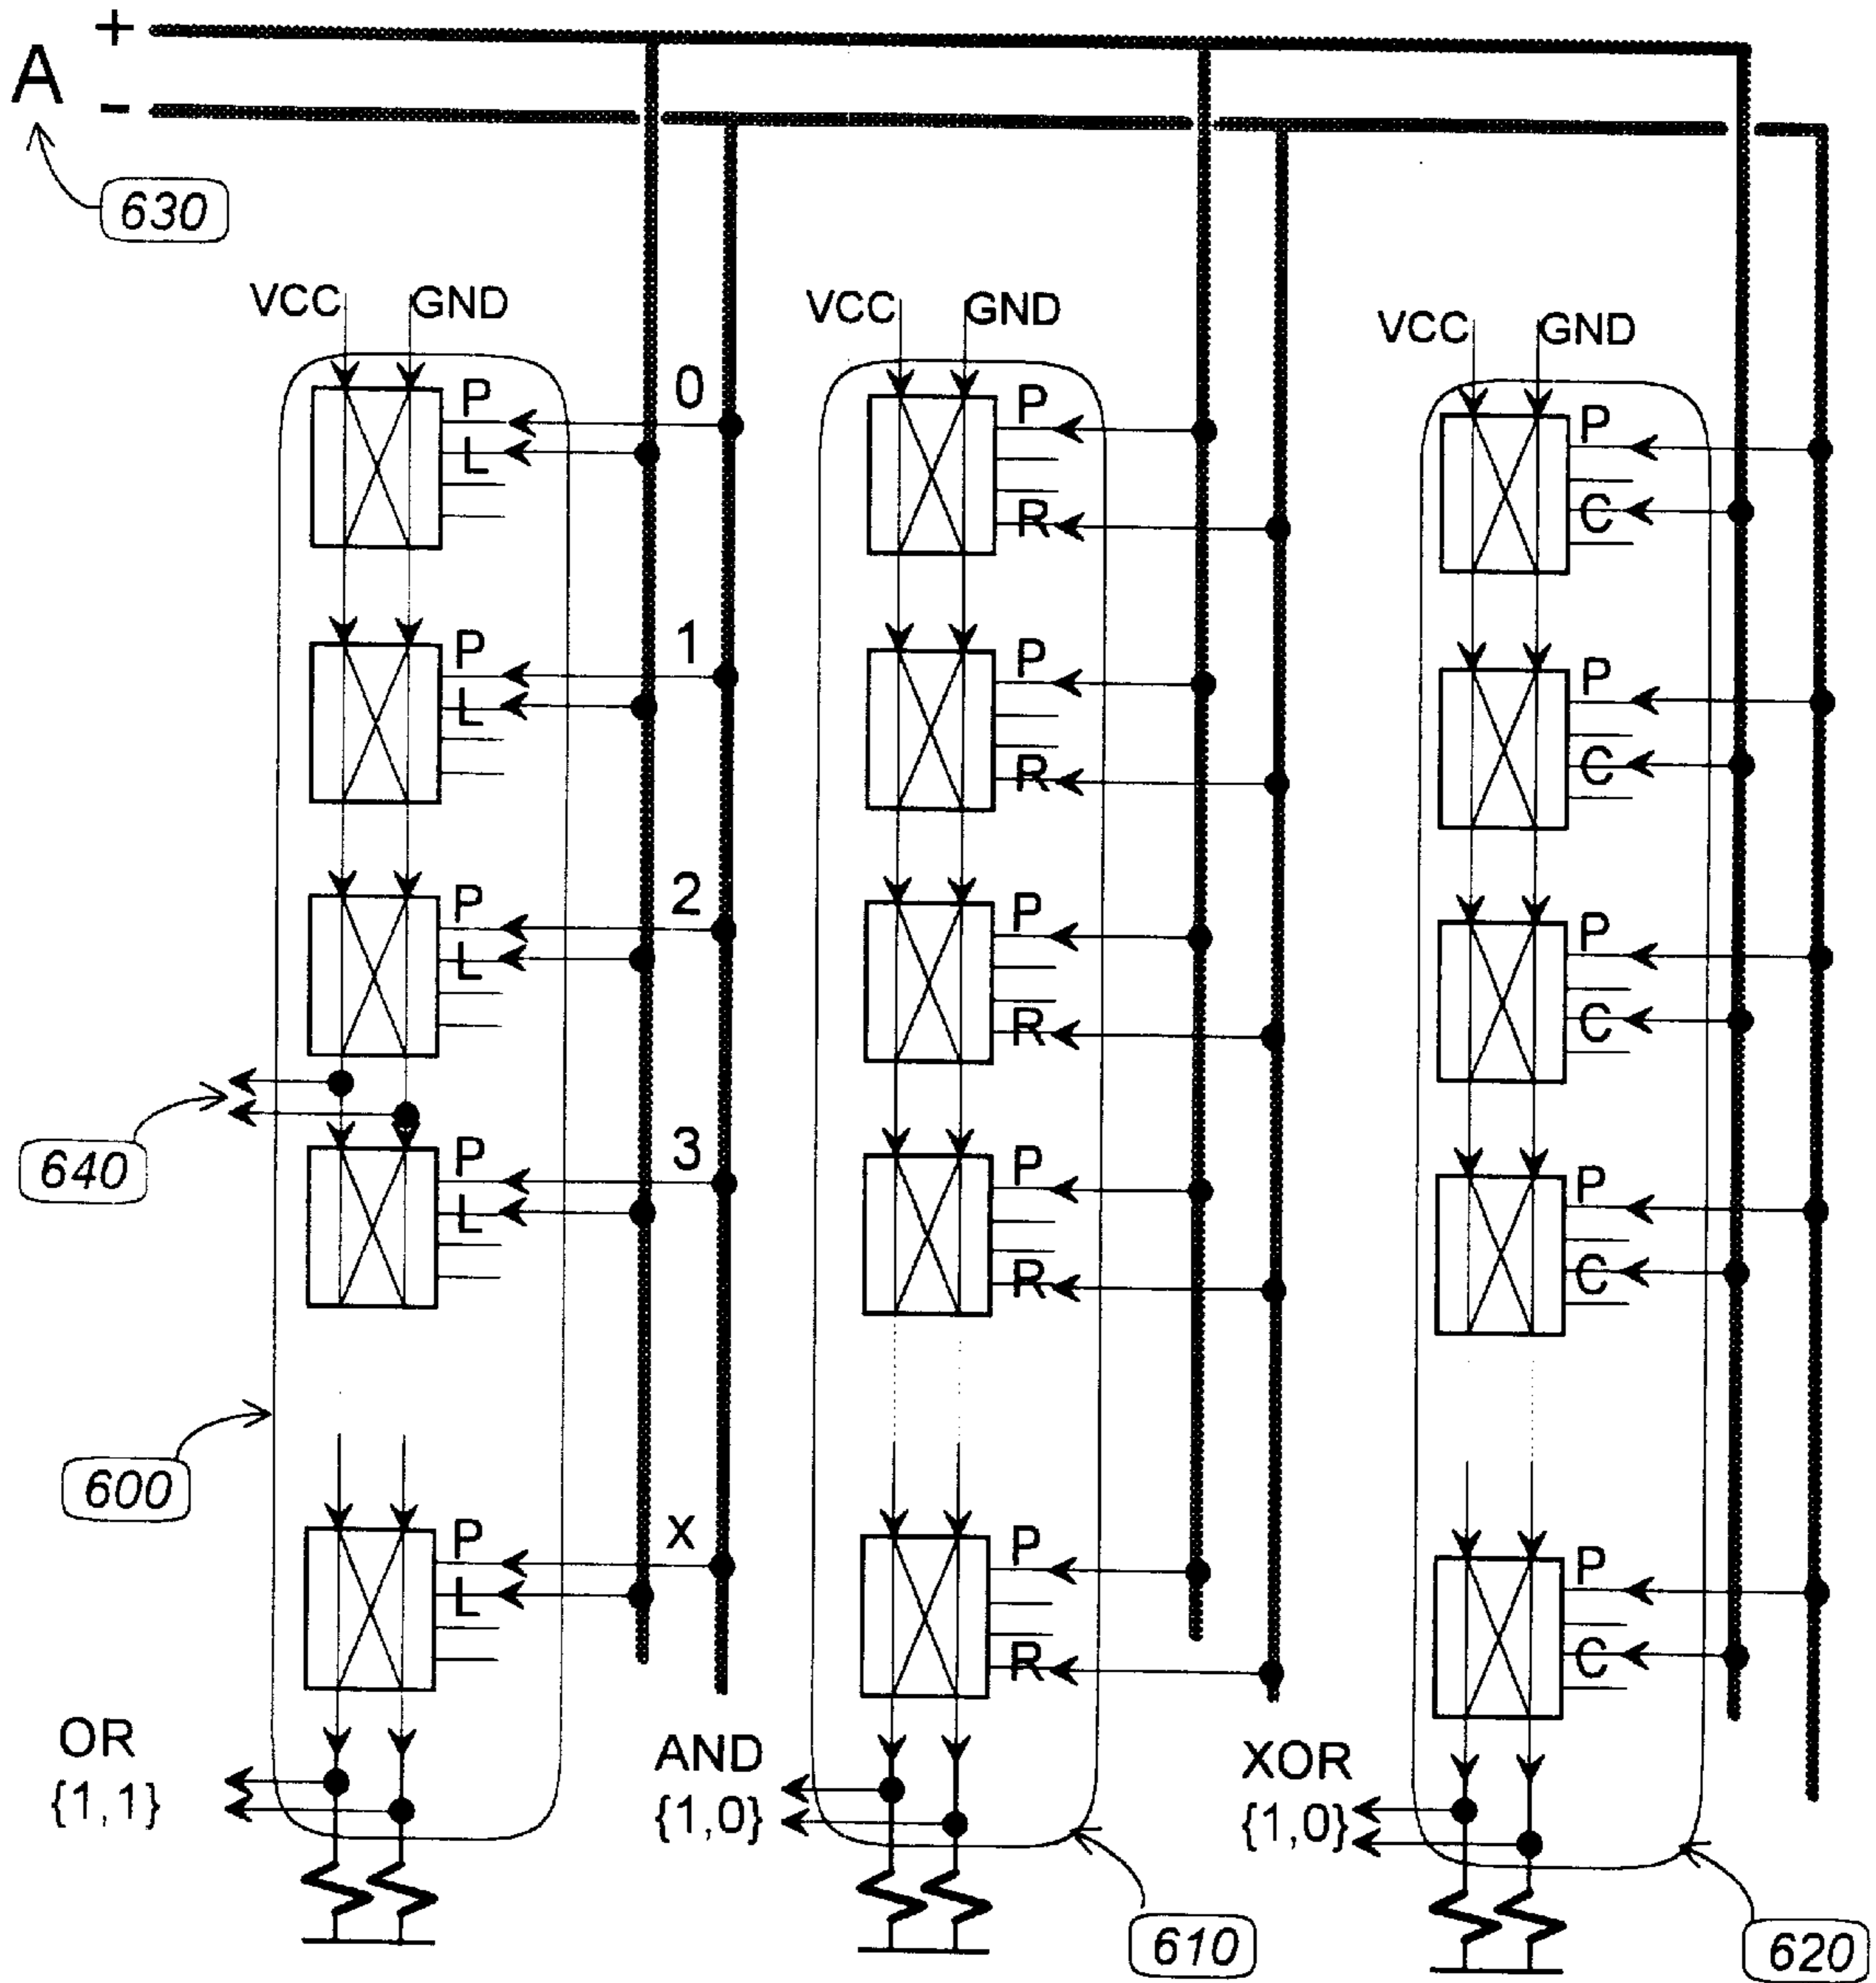 +
A -
630
VCC GND VCC GND VCC GND
P 0 P P
L R C
P 1 P P
L R C
P 2 P P
L R C
640
P 3 P P
L R C
600
P X P P
L R C
OR AND XOR
{1,1} {1,0} {1,0}
610 620